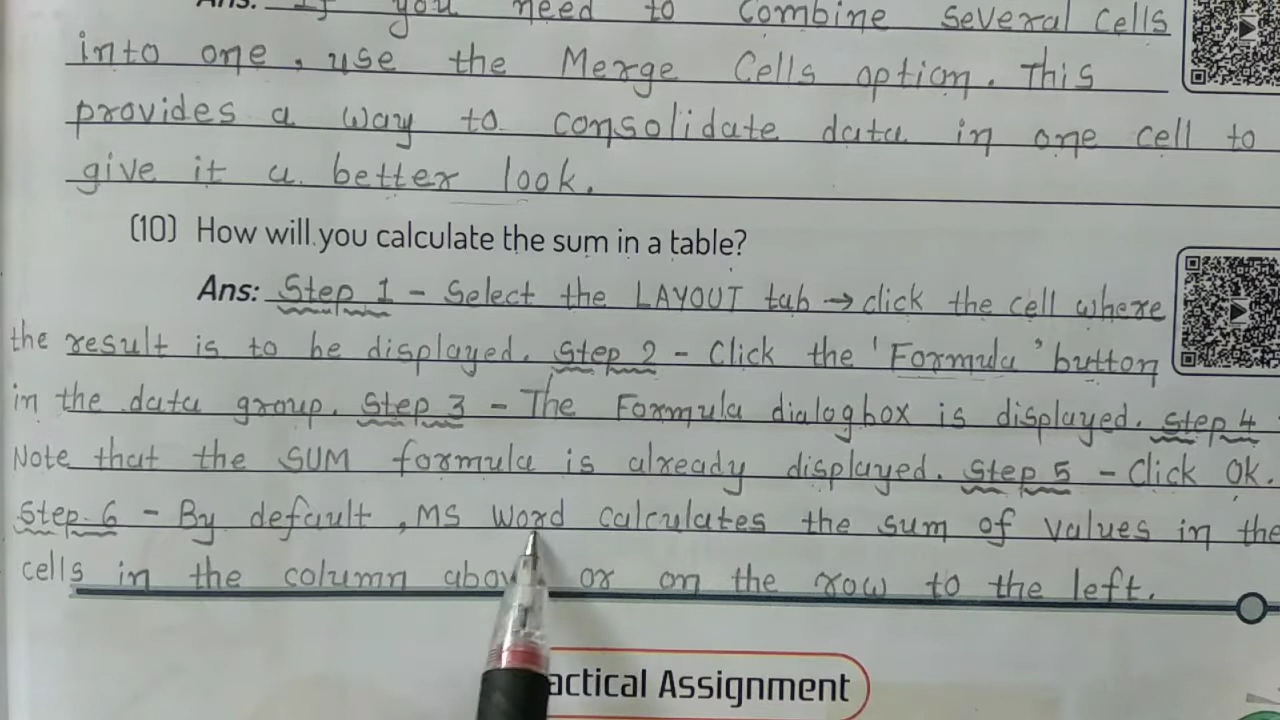 Ans: If you need to combine several cells
into one, use the Merge Cells option. This
provides a way to consolidate data in one cell to
give it a better look.
(10) How will you calculate the sum in a table?
Ans: Step 1 - Select the LAYOUT tab → click the cell where
the result is to be displayed. Step 2 - Click the 'Formula' button
in the data group. Step 3 - The Formula dialogbox is displayed. Step 4
Note that the SUM formula is already displayed. Step 5 - Click OK.
Step 6 - By default, MS Word calculates the sum of values in the
cells in the column abov or on the row to the left.
actical Assignment